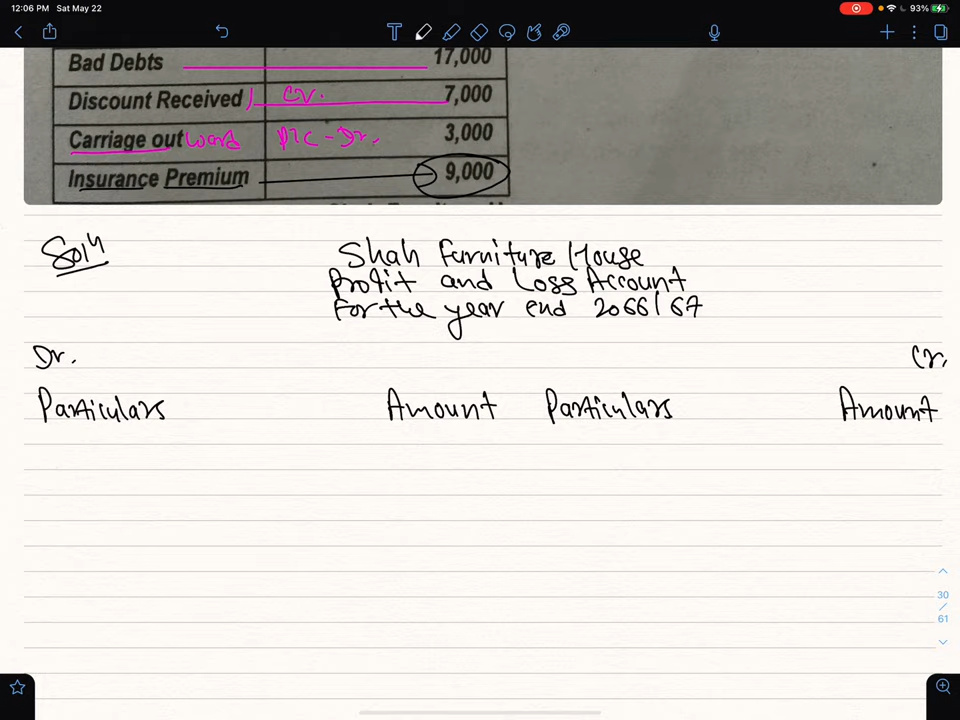 12:06 PM Sat May 22
93%
Bad Debts 17,000
Discount Received Cr. 7,000
Carriage outward P/C - Dr. 3,000
Insurance Premium 9,000
Soln
Shah Furniture House
Profit and Loss Account
For the year end 2066/67
Dr. Cr.
Particulars Amount Particulars Amount
30
/
61